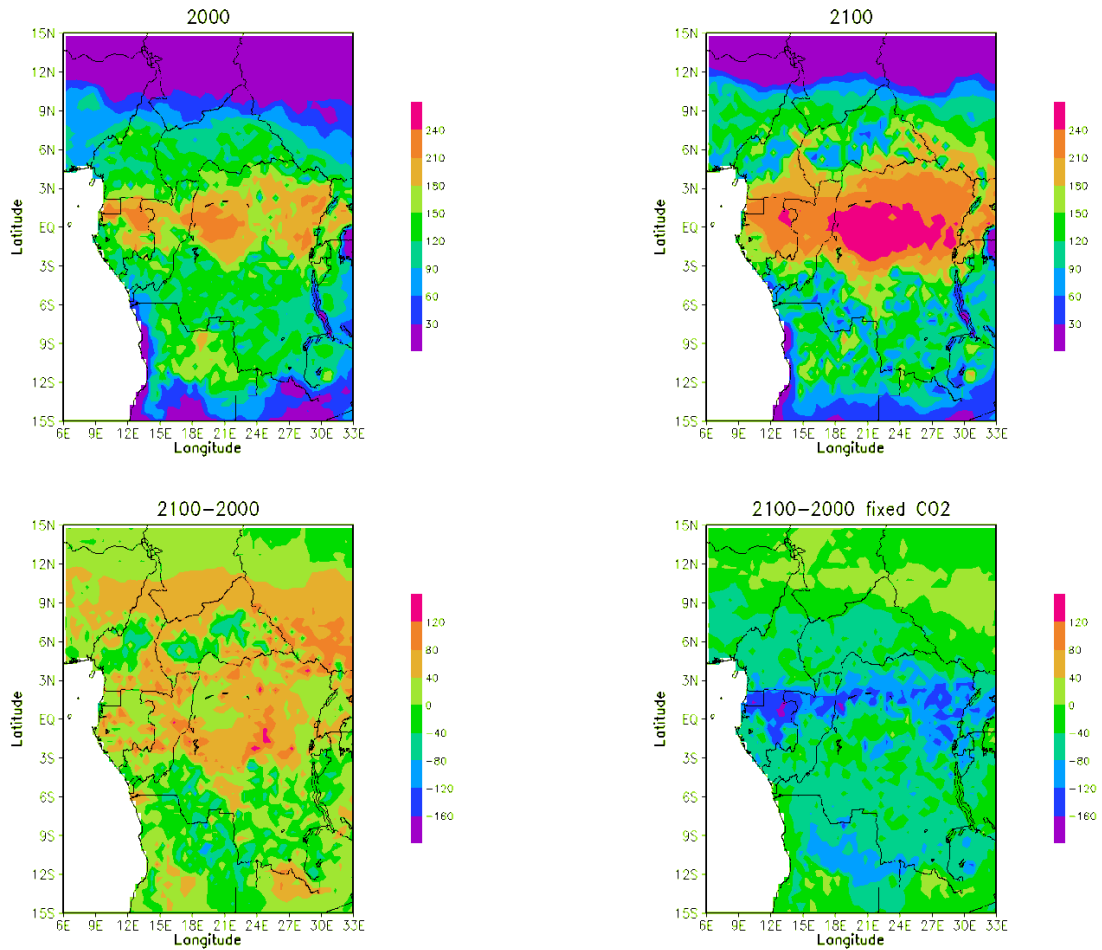 2000
15N
12N
9N
6N
3N
EQ
3S
6S
9S
12S
15S
Latitude
6E 9E 12E 15E 18E 21E 24E 27E 30E 33E
Longitude
240
210
180
150
120
90
60
30
2100
15N
12N
9N
6N
3N
EQ
3S
6S
9S
12S
15S
Latitude
6E 9E 12E 15E 18E 21E 24E 27E 30E 33E
Longitude
240
210
180
150
120
90
60
30
2100-2000
15N
12N
9N
6N
3N
EQ
3S
6S
9S
12S
15S
Latitude
6E 9E 12E 15E 18E 21E 24E 27E 30E 33E
Longitude
120
80
40
0
-40
-80
-120
-160
2100-2000 fixed CO2
15N
12N
9N
6N
3N
EQ
3S
6S
9S
12S
15S
Latitude
6E 9E 12E 15E 18E 21E 24E 27E 30E 33E
Longitude
120
80
40
0
-40
-80
-120
-160